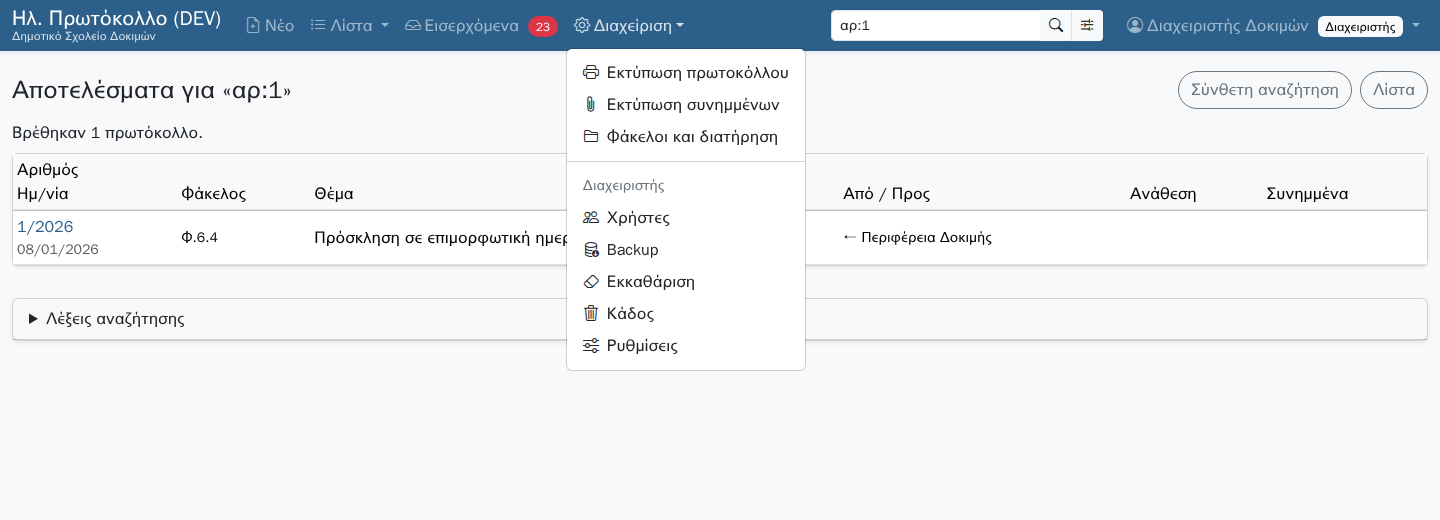 Ηλ. Πρωτόκολλο (DEV)
Δημοτικό Σχολείο Δοκιμών
Νέο
Λίστα
Εισερχόμενα 23
Διαχείριση
αρ:1
Διαχειριστής Δοκιμών Διαχειριστής
Εκτύπωση πρωτοκόλλου
Εκτύπωση συνημμένων
Φάκελοι και διατήρηση
Διαχειριστής
Χρήστες
Backup
Εκκαθάριση
Κάδος
Ρυθμίσεις
Αποτελέσματα για «αρ:1»
Σύνθετη αναζήτηση
Λίστα
Βρέθηκαν 1 πρωτόκολλο.
Αριθμός
Ημ/νία Φάκελος Θέμα Από / Προς Ανάθεση Συνημμένα
1/2026
08/01/2026
Φ.6.4
Πρόσκληση σε επιμορφωτική
← Περιφέρεια Δοκιμής
Λέξεις αναζήτησης